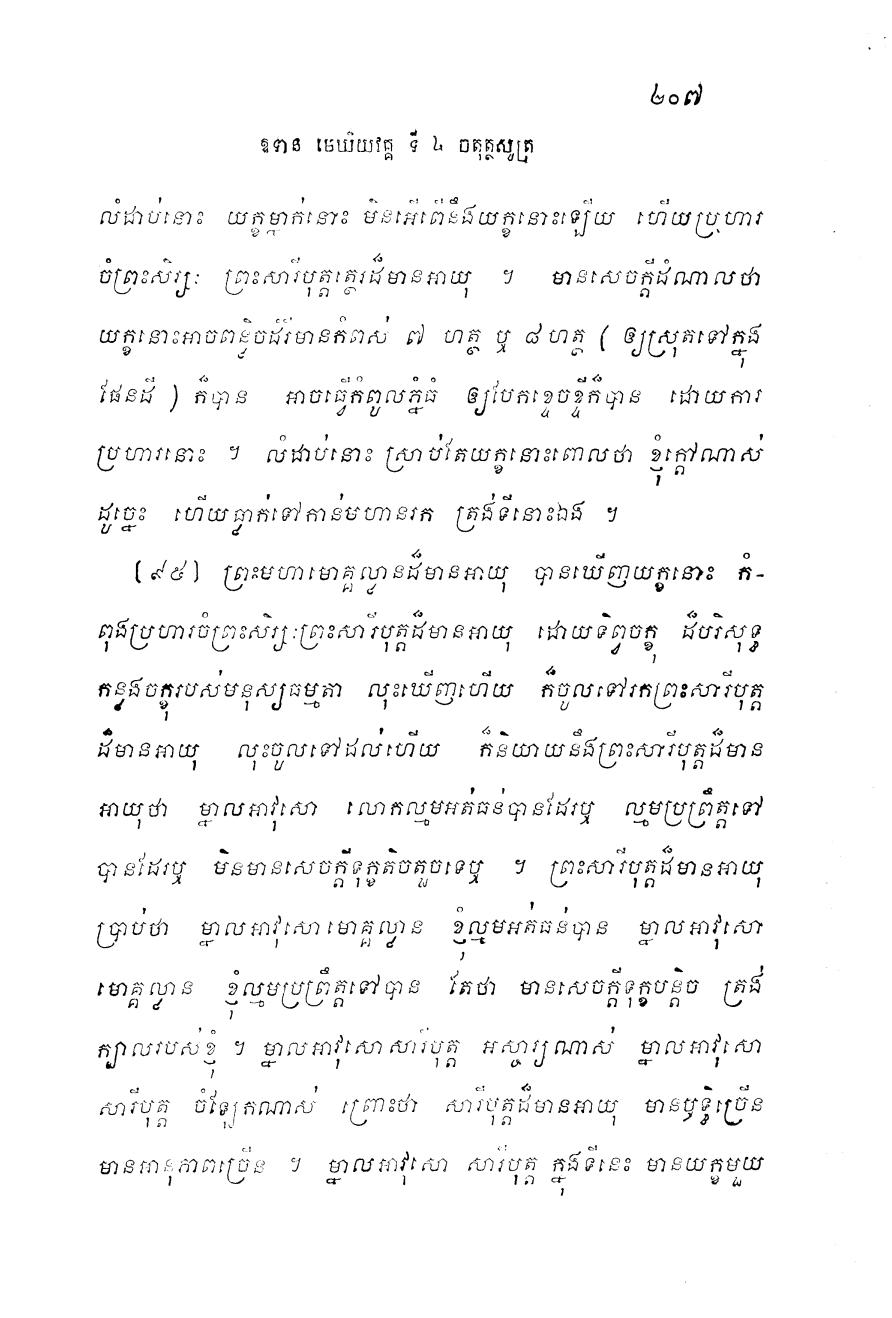 ២០៧
ឧទាន មេឃិយវគ្គ ទី ៤ ចតុត្ថសូត្រ
លំដាប់នោះ យក្ខម្នាក់នោះ មិនអើពើនឹងយក្ខនោះឡើយ ហើយប្រហារ
ចំព្រះសិរ្សៈ ព្រះសារីបុត្តត្ថេរដ៏មានអាយុ ។ មានសេចក្តីដំណាលថា
យក្ខនោះអាចពន្លិចដំរីមានកំពស់ ៧ ហត្ថ ឬ ៨ ហត្ថ ( ឲ្យស្រុតទៅក្នុង
ផែនដី ) ក៏បាន អាចធ្វើកំពូលភ្នំធំ ឲ្យបែកខ្ទេចខ្ទីក៏បាន ដោយការ
ប្រហារនោះ ។ លំដាប់នោះ ស្រាប់តែយក្ខនោះពោលថា ខ្ញុំក្តៅណាស់
ដូច្នេះ ហើយធ្លាក់ទៅកាន់មហានរក ត្រង់ទីនោះឯង ។
(៩៥) ព្រះមហាមោគ្គល្លានដ៏មានអាយុ បានឃើញយក្ខនោះ កំ-
ពុងប្រហារចំព្រះសិរ្សៈព្រះសារីបុត្តដ៏មានអាយុ ដោយទិព្វចក្ខុ ដ៏បរិសុទ្ធ
កន្លងចក្ខុរបស់មនុស្សធម្មតា លុះឃើញហើយ ក៏ចូលទៅរកព្រះសារីបុត្ត
ដ៏មានអាយុ លុះចូលទៅដល់ហើយ ក៏និយាយនឹងព្រះសារីបុត្តដ៏មាន
អាយុថា ម្នាលអាវុសោ លោកល្មមអត់ធន់បានដែរឬ ល្មមប្រព្រឹត្តទៅ
បានដែរឬ មិនមានសេចក្តីទុក្ខតិចតួចទេឬ ។ ព្រះសារីបុត្តដ៏មានអាយុ
ប្រាប់ថា ម្នាលអាវុសោមោគ្គល្លាន ខ្ញុំល្មមអត់ធន់បាន ម្នាលអាវុសោ
មោគ្គល្លាន ខ្ញុំល្មមប្រព្រឹត្តទៅបាន តែថា មានសេចក្តីទុក្ខបន្តិច ត្រង់
ក្បាលរបស់ខ្ញុំ ។ ម្នាលអាវុសោសារីបុត្ត អស្ចារ្យណាស់ ម្នាលអាវុសោ
សារីបុត្ត ចំឡែកណាស់ ព្រោះថា សារីបុត្តដ៏មានអាយុ មានឫទ្ធិច្រើន
មានអានុភាពច្រើន ។ ម្នាលអាវុសោ សារីបុត្ត ក្នុងទីនេះ មានយក្ខមួយ